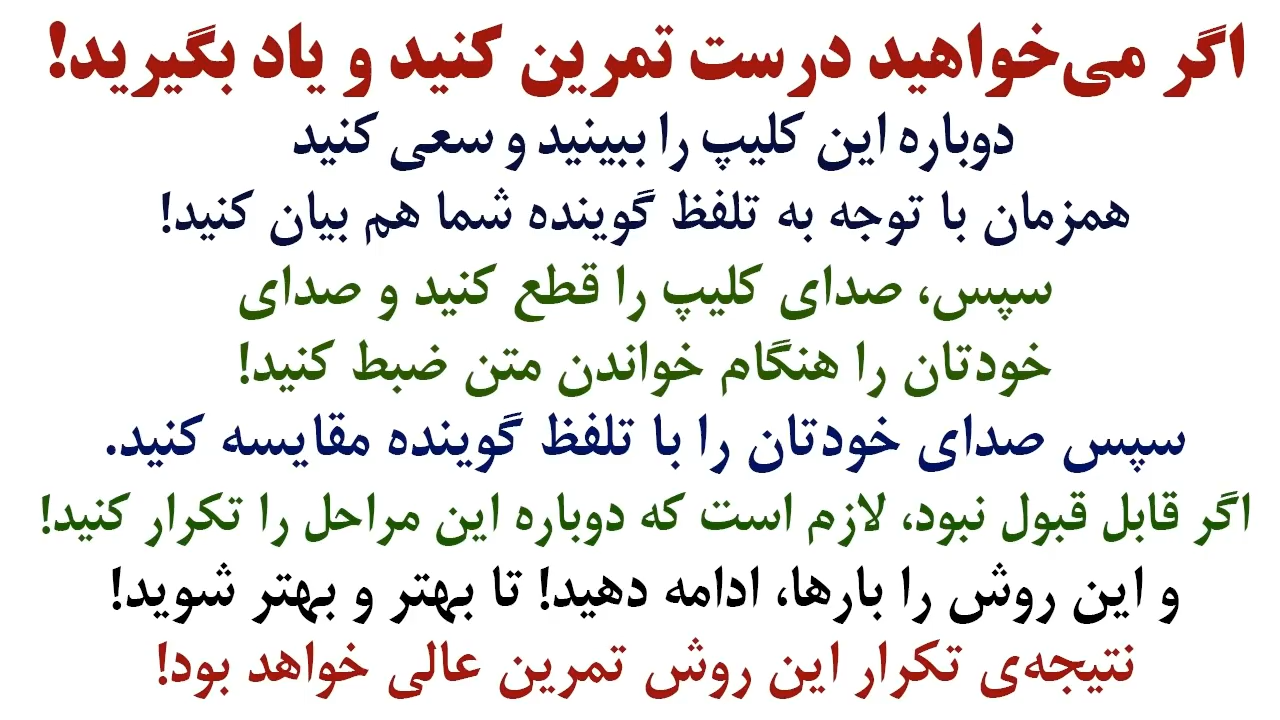 اگر می‌خواهید درست تمرین کنید و یاد بگیرید!
دوباره این کلیپ را ببینید و سعی کنید
همزمان با توجه به تلفظ گوینده شما هم بیان کنید!
سپس، صدای کلیپ را قطع کنید و صدای
خودتان را هنگام خواندن متن ضبط کنید!
سپس صدای خودتان را با تلفظ گوینده مقایسه کنید.
اگر قابل قبول نبود، لازم است که دوباره این مراحل را تکرار کنید!
و این روش را بارها، ادامه دهید! تا بهتر و بهتر شوید!
نتیجه‌ی تکرار این روش تمرین عالی خواهد بود!